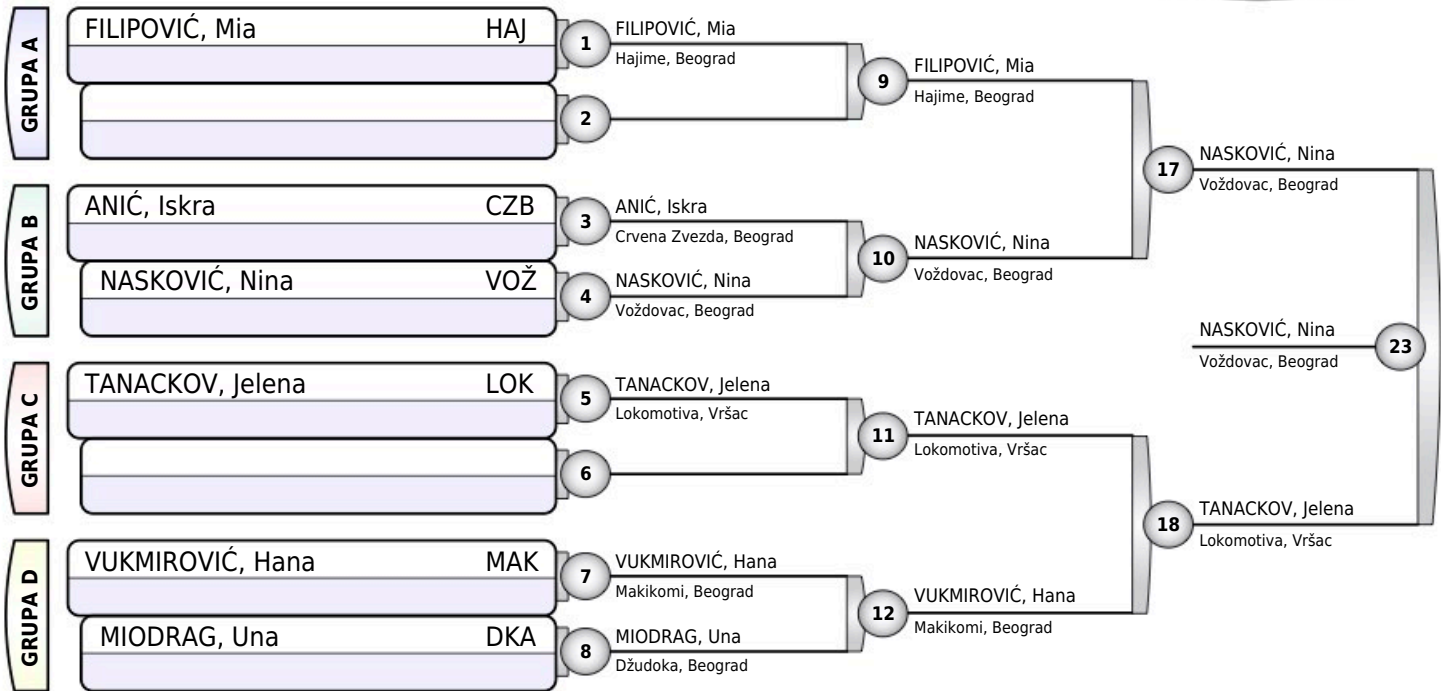 GRUPA A
FILIPOVIĆ, Mia HAJ
1
FILIPOVIĆ, Mia
Hajime, Beograd
2
9
FILIPOVIĆ, Mia
Hajime, Beograd
17
NASKOVIĆ, Nina
Voždovac, Beograd
GRUPA B
ANIĆ, Iskra CZB
3
ANIĆ, Iskra
Crvena Zvezda, Beograd
NASKOVIĆ, Nina VOŽ
4
NASKOVIĆ, Nina
Voždovac, Beograd
10
NASKOVIĆ, Nina
Voždovac, Beograd
NASKOVIĆ, Nina
Voždovac, Beograd
23
GRUPA C
TANACKOV, Jelena LOK
5
TANACKOV, Jelena
Lokomotiva, Vršac
6
11
TANACKOV, Jelena
Lokomotiva, Vršac
18
TANACKOV, Jelena
Lokomotiva, Vršac
GRUPA D
VUKMIROVIĆ, Hana MAK
7
VUKMIROVIĆ, Hana
Makikomi, Beograd
MIODRAG, Una DKA
8
MIODRAG, Una
Džudoka, Beograd
12
VUKMIROVIĆ, Hana
Makikomi, Beograd